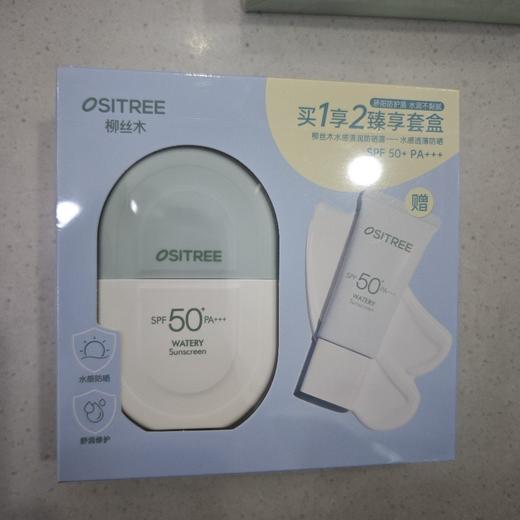 OSITREE
柳丝木
骄阳防护盾 水润不黏腻
买1享2臻享套盒
柳丝木水感清润防晒露——水感透薄防晒
SPF 50+ PA+++
赠
OSITREE
SPF 50+ PA+++
WATERY
Sunscreen
OSITREE
SPF 50+ PA+++
WATERY
Sunscreen
水感防晒
舒润修护